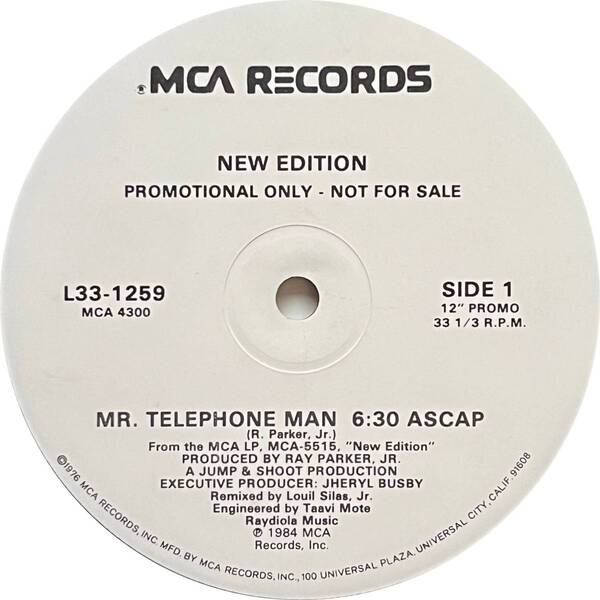 MCA RECORDS
NEW EDITION
PROMOTIONAL ONLY - NOT FOR SALE
L33-1259
MCA 4300
SIDE 1
12" PROMO
33 1/3 R.P.M.
MR. TELEPHONE MAN 6:30 ASCAP
(R. Parker, Jr.)
From the MCA LP, MCA-5515, "New Edition"
PRODUCED BY RAY PARKER, JR.
A JUMP & SHOOT PRODUCTION
EXECUTIVE PRODUCER: JHERYL BUSBY
Remixed by Louil Silas, Jr.
Engineered by Taavi Mote
Raydiola Music
℗ 1984 MCA
Records, Inc.
©1976 MCA RECORDS, INC. MFD. BY MCA RECORDS, INC., 100 UNIVERSAL PLAZA, UNIVERSAL CITY, CALIF. 91608